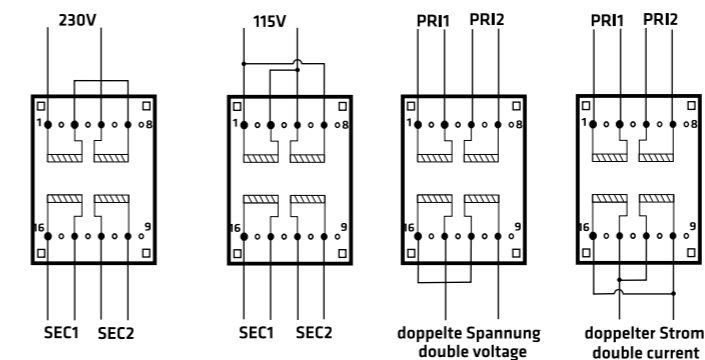 230V
115V
PRI1 PRI2
PRI1 PRI2
1 8
1 8
1 8
1 8
16 9
16 9
16 9
16 9
SEC1 SEC2
SEC1 SEC2
doppelte Spannung
double voltage
doppelter Strom
double current